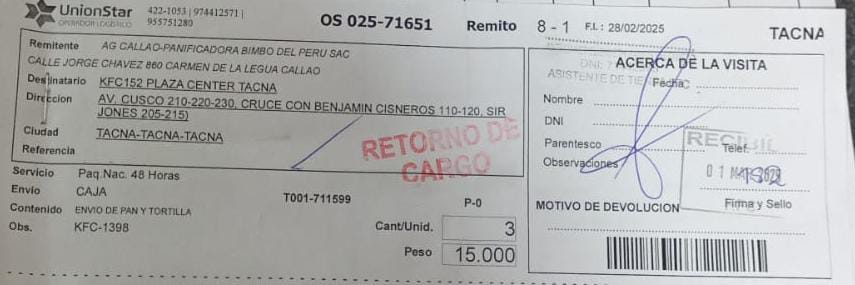 UnionStar
OPERADOR LOGISTICO
422-1053 | 974412571 |
955751280
OS 025-71651
Remito 8 - 1 F.I.: 28/02/2025
TACNA
Remitente AG CALLAO-PANIFICADORA BIMBO DEL PERU SAC
CALLE JORGE CHAVEZ 860 CARMEN DE LA LEGUA CALLAO
Destinatario KFC152 PLAZA CENTER TACNA
Direccion AV. CUSCO 210-220-230, CRUCE CON BENJAMIN CISNEROS 110-120, SIR
JONES 205-215)
Ciudad TACNA-TACNA-TACNA
Referencia
RETORNO DE
CARGO
Servicio Paq.Nac. 48 Horas
Envio CAJA T001-711599 P-0
Contenido ENVIO DE PAN Y TORTILLA Cant/Unid. 3
Obs. KFC-1398 Peso 15.000
ACERCA DE LA VISITA
DNI:
ASISTENTE DE
Fecha:
Nombre
DNI
Parentesco Telef.
Observaciones
01
MOTIVO DE DEVOLUCION Firma y Sello